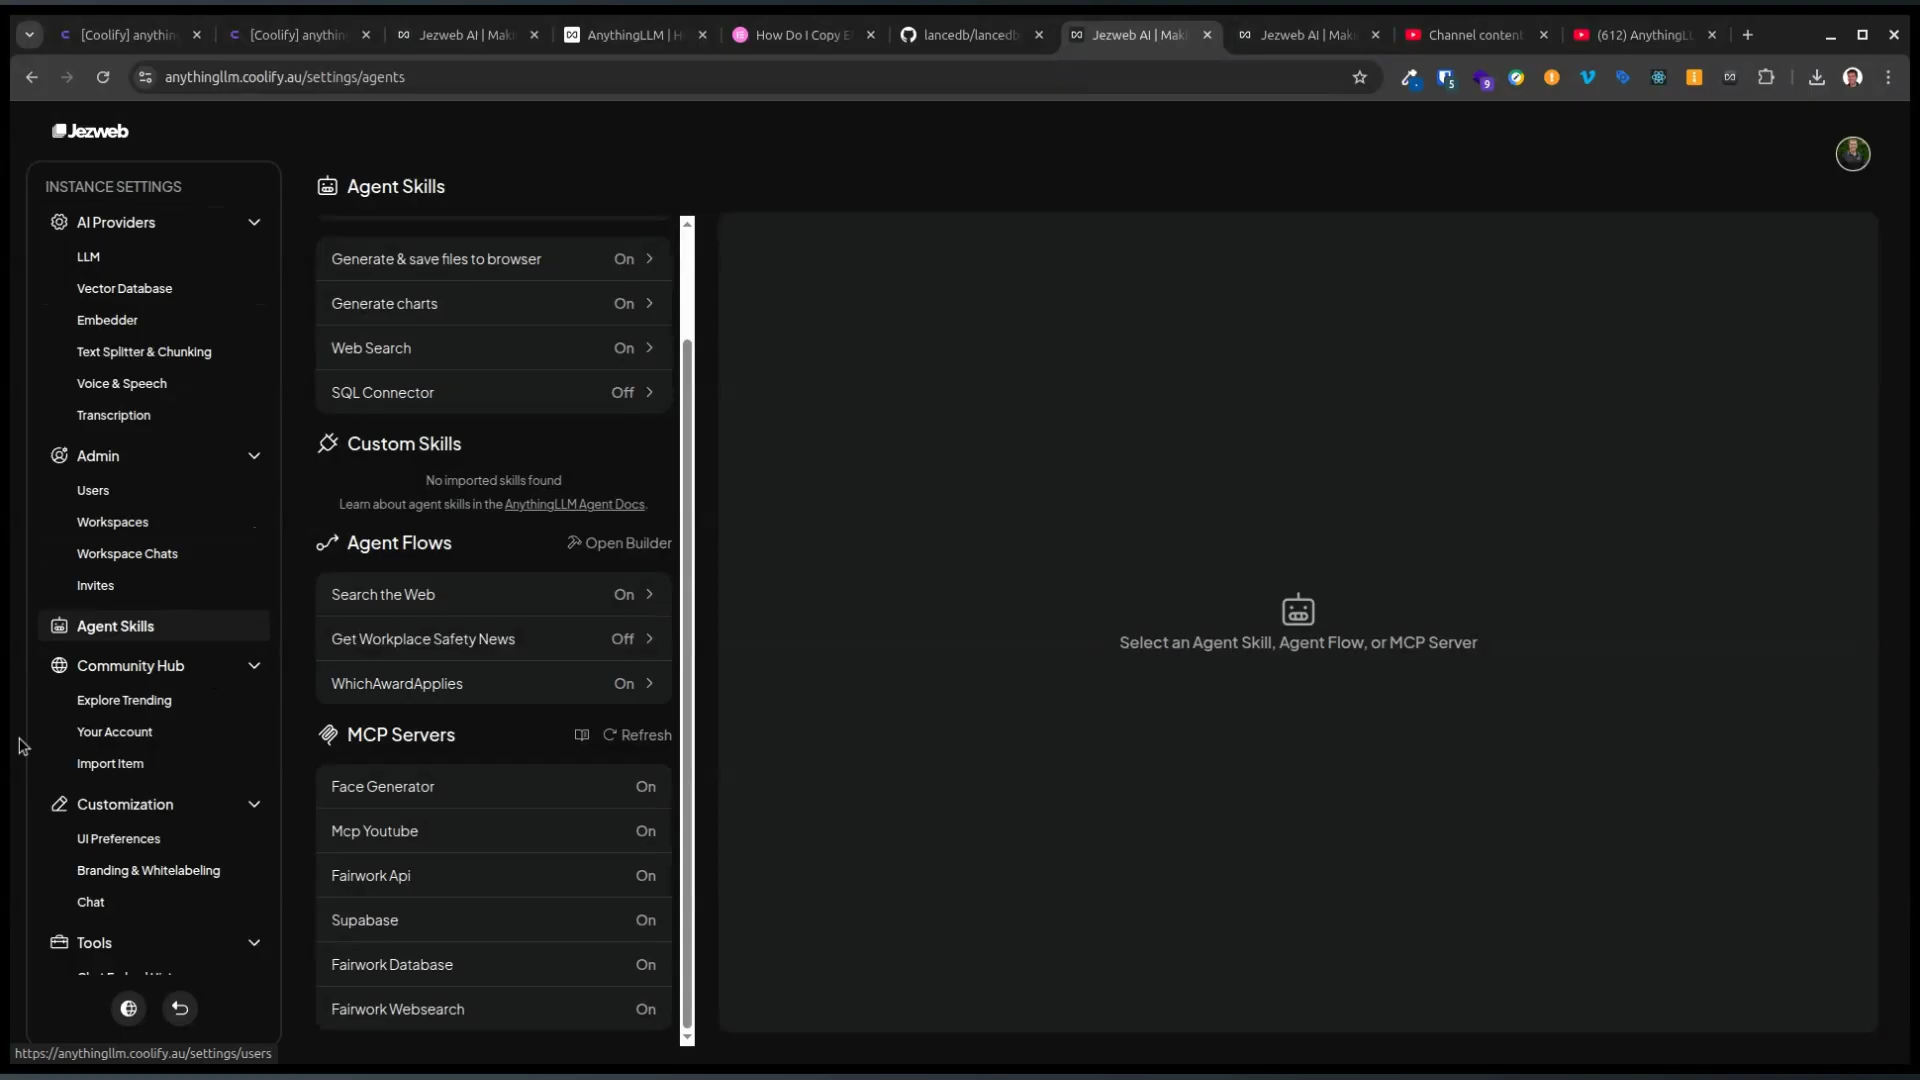 [Coolify] anythin
[Coolify] anythin
Jezweb AI | Mak
AnythingLLM | H
How Do I Copy E
lancedb/lancedb
Jezweb AI | Mak
Jezweb AI | Mak
Channel content
(612) AnythingLL
anythingllm.coolify.au/settings/agents
5
9
Jezweb
INSTANCE SETTINGS
AI Providers
LLM
Vector Database
Embedder
Text Splitter & Chunking
Voice & Speech
Transcription
Admin
Users
Workspaces
Workspace Chats
Invites
Agent Skills
Community Hub
Explore Trending
Your Account
Import Item
Customization
UI Preferences
Branding & Whitelabeling
Chat
Tools
https://anythingllm.coolify.au/settings/users
Agent Skills
Generate & save files to browser On
Generate charts On
Web Search On
SQL Connector Off
Custom Skills
No imported skills found
Learn about agent skills in the AnythingLLM Agent Docs.
Agent Flows Open Builder
Search the Web On
Get Workplace Safety News Off
WhichAwardApplies On
MCP Servers Refresh
Face Generator On
Mcp Youtube On
Fairwork Api On
Supabase On
Fairwork Database On
Fairwork Websearch On
Select an Agent Skill, Agent Flow, or MCP Server